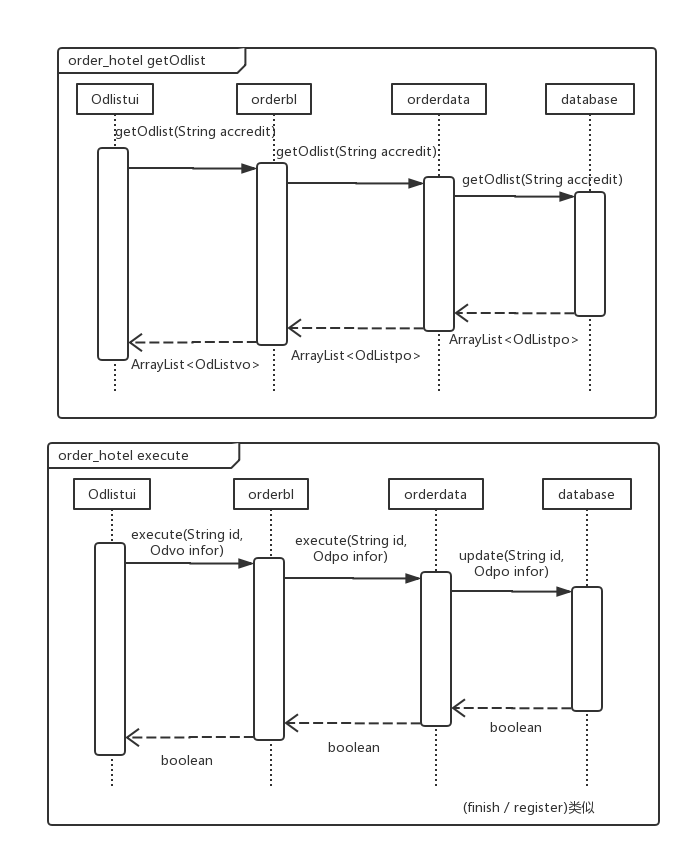 order_hotel getOdlist
Odlistui
orderbl
orderdata
database
getOdlist(String accredit)
getOdlist(String accredit)
getOdlist(String accredit)
ArrayList<OdListpo>
ArrayList<OdListpo>
ArrayList<OdListvo>
order_hotel execute
Odlistui
orderbl
orderdata
database
execute(String id,
Odvo infor)
execute(String id,
Odpo infor)
update(String id,
Odpo infor)
boolean
boolean
boolean
(finish / register)类似